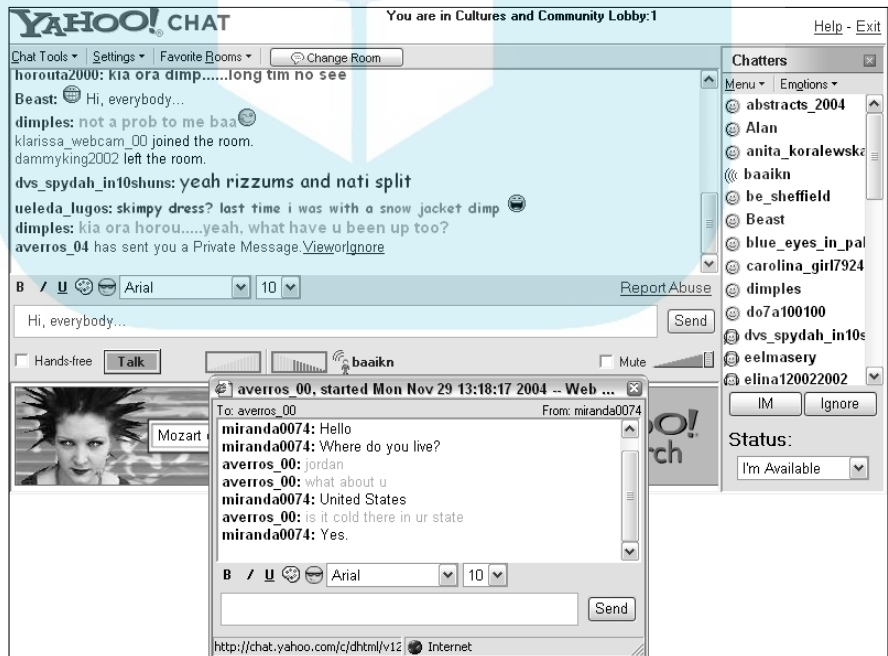 YAHOO! CHAT
You are in Cultures and Community Lobby:1
Help - Exit
Chat Tools Settings Favorite Rooms Change Room
horouta2000: kia ora dimp......long tim no see
Beast: Hi, everybody...
dimples: not a prob to me baa
klarissa_webcam_00 joined the room.
dammyking2002 left the room.
dvs_spydah_in10shuns: yeah rizzums and nati split
ueleda_lugos: skimpy dress? last time i was with a snow jacket dimp
dimples: kia ora horou.....yeah, what have u been up too?
averros_04 has sent you a Private Message.VieworIgnore
B I U Arial 10
Report Abuse
Hi, everybody...
Send
Hands-free Talk baaikn Mute
Chatters
Menu Emotions
abstracts_2004
Alan
anita_koralewska
baaikn
be_sheffield
Beast
blue_eyes_in_pal
carolina_girl7924
dimples
do7a100100
dvs_spydah_in10s
eelmasery
elina120022002
IM Ignore
Status:
I'm Available
Mozart
O!
rch
averros_00, started Mon Nov 29 13:18:17 2004 -- Web ...
To: averros_00 From: miranda0074
miranda0074: Hello
miranda0074: Where do you live?
averros_00: jordan
averros_00: what about u
miranda0074: United States
averros_00: is it cold there in ur state
miranda0074: Yes.
B I U Arial 10
Send
http://chat.yahoo.com/c/dhtml/v12 Internet